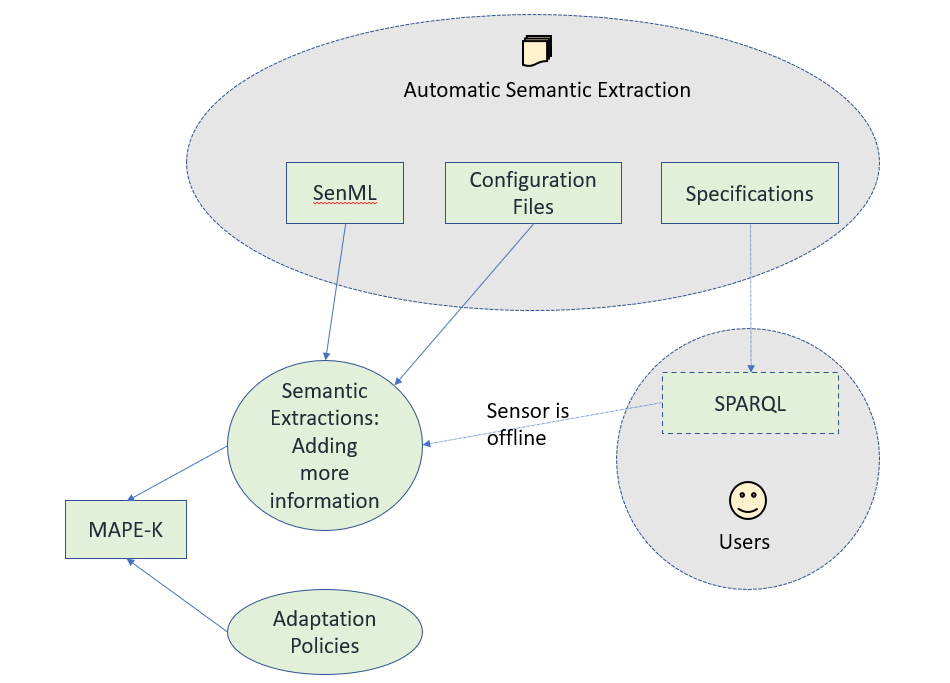 Automatic Semantic Extraction
SenML
Configuration
Files
Specifications
Semantic
Extractions:
Adding
more
information
Sensor is
offline
SPARQL
Users
MAPE-K
Adaptation
Policies